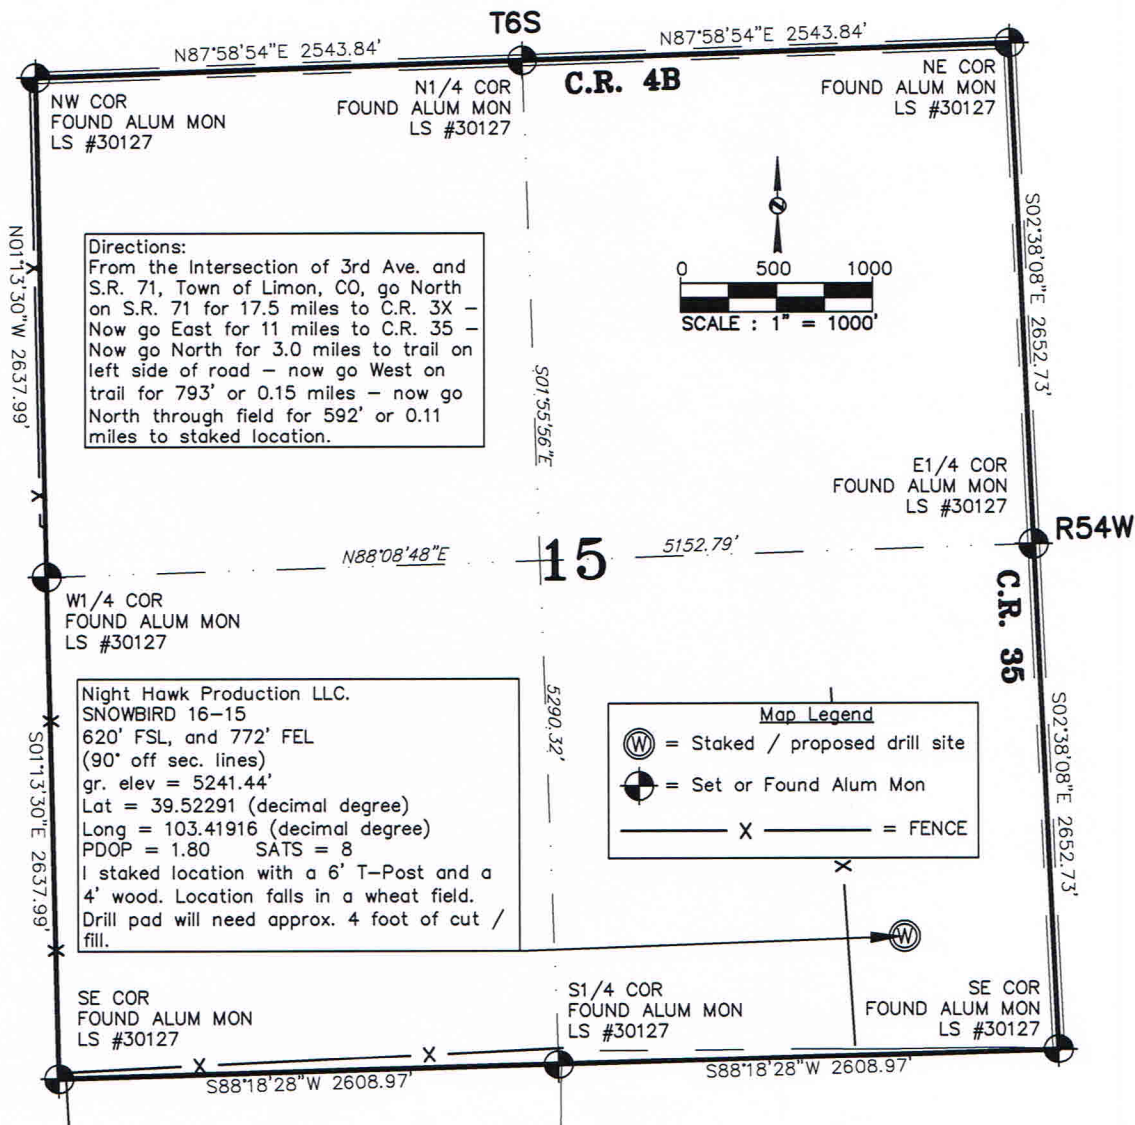 T6S
N87°58'54"E 2543.84'
N87°58'54"E 2543.84'
C.R. 4B
NW COR
FOUND ALUM MON
LS #30127
N1/4 COR
FOUND ALUM MON
LS #30127
NE COR
FOUND ALUM MON
LS #30127
N
0 500 1000
SCALE : 1" = 1000'
Directions:
From the Intersection of 3rd Ave. and
S.R. 71, Town of Limon, CO, go North
on S.R. 71 for 17.5 miles to C.R. 3X –
Now go East for 11 miles to C.R. 35 –
Now go North for 3.0 miles to trail on
left side of road – now go West on
trail for 793' or 0.15 miles – now go
North through field for 592' or 0.11
miles to staked location.
N01°13'30"W 2637.99'
X
X
S01°55'56"E
S02°38'08"E 2652.73'
E1/4 COR
FOUND ALUM MON
LS #30127
R54W
N88°08'48"E
15
5152.79'
W1/4 COR
FOUND ALUM MON
LS #30127
C.R. 35
Night Hawk Production LLC.
SNOWBIRD 16–15
620' FSL, and 772' FEL
(90° off sec. lines)
gr. elev = 5241.44'
Lat = 39.52291 (decimal degree)
Long = 103.41916 (decimal degree)
PDOP = 1.80 SATS = 8
I staked location with a 6' T–Post and a
4' wood. Location falls in a wheat field.
Drill pad will need approx. 4 foot of cut /
fill.
5290.32'
Map Legend
W = Staked / proposed drill site
= Set or Found Alum Mon
X = FENCE
S01°13'30"E 2637.99'
X
X
S02°38'08"E 2652.73'
X
W
SE COR
FOUND ALUM MON
LS #30127
S1/4 COR
FOUND ALUM MON
LS #30127
SE COR
FOUND ALUM MON
LS #30127
X
X
S88°18'28"W 2608.97'
S88°18'28"W 2608.97'